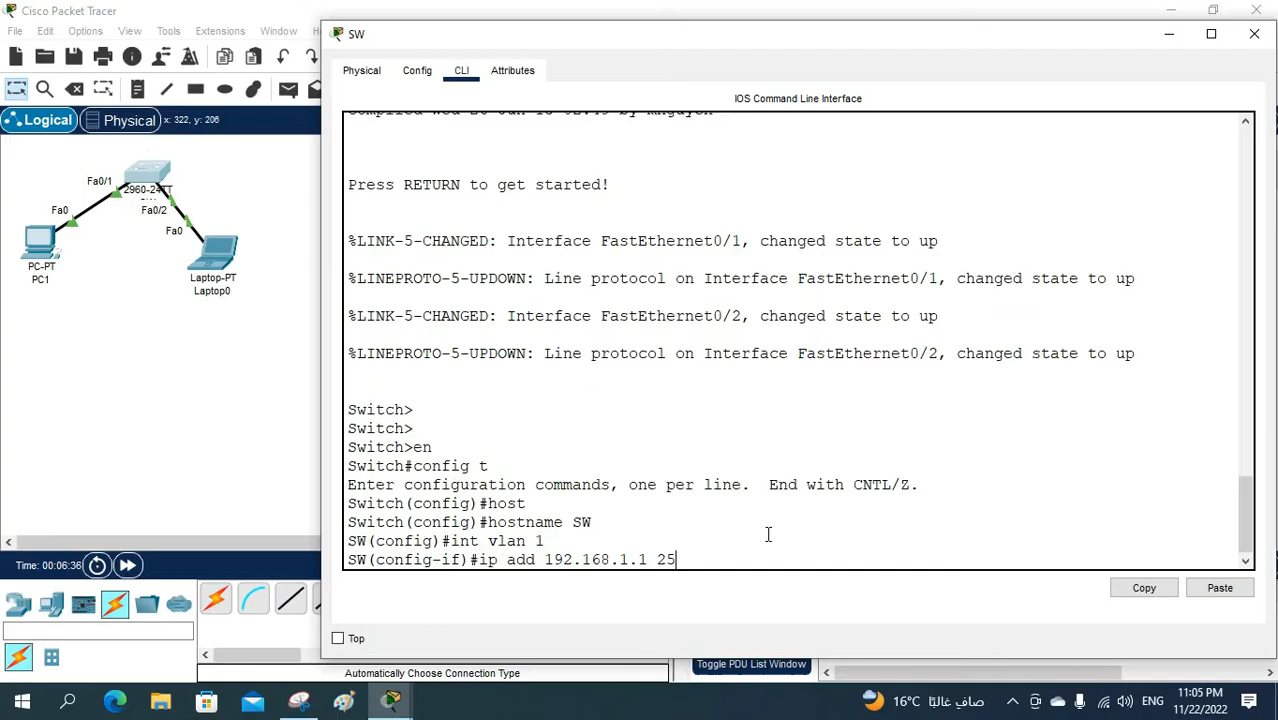 Cisco Packet Tracer
File Edit Options View Tools Extensions Window H
SW
Physical Config CLI Attributes
IOS Command Line Interface
Logical Physical x: 322, y: 206
Press RETURN to get started!
%LINK-5-CHANGED: Interface FastEthernet0/1, changed state to up
%LINEPROTO-5-UPDOWN: Line protocol on Interface FastEthernet0/1, changed state to up
%LINK-5-CHANGED: Interface FastEthernet0/2, changed state to up
%LINEPROTO-5-UPDOWN: Line protocol on Interface FastEthernet0/2, changed state to up
Switch>
Switch>
Switch>en
Switch#config t
Enter configuration commands, one per line.  End with CNTL/Z.
Switch(config)#host
Switch(config)#hostname SW
SW(config)#int vlan 1
SW(config-if)#ip add 192.168.1.1 25
Fa0/1
2960-24TT
Fa0
Fa0/2
Fa0
PC-PT
PC1
Laptop-PT
Laptop0
Copy Paste
Top
Time: 00:06:36
Automatically Choose Connection Type
Toggle PDU List Window
16°C صافٍ غالبًا
ENG
11:05 PM
11/22/2022